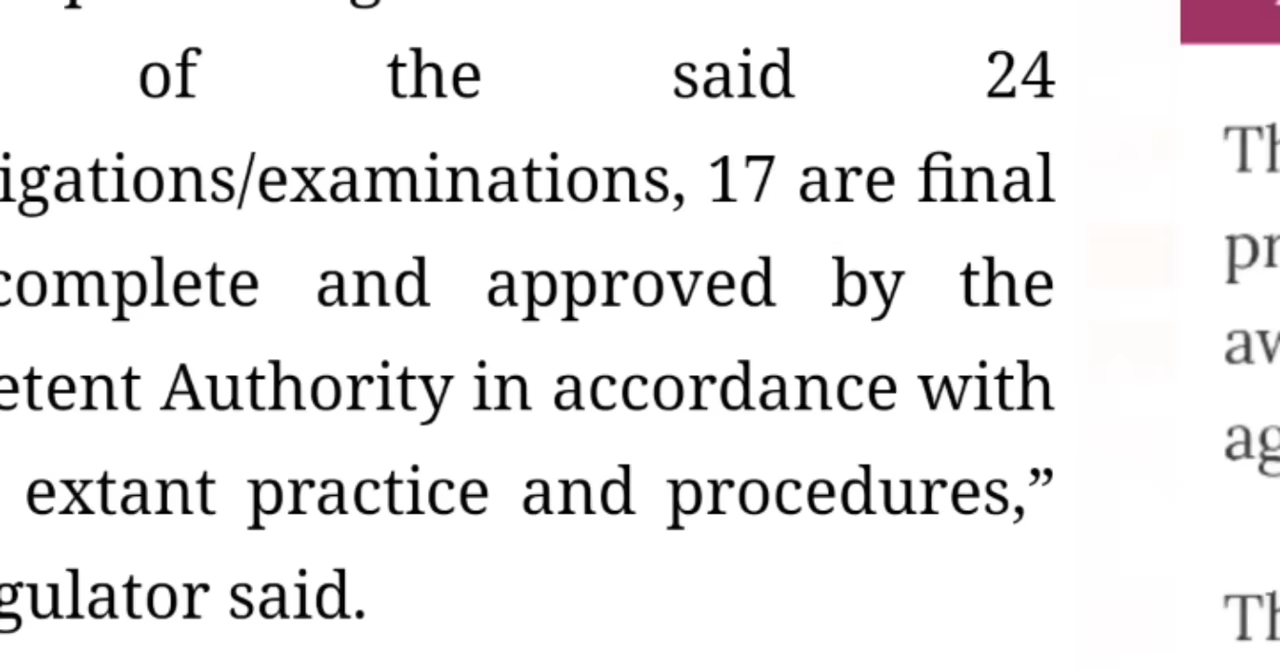 of the said 24
igations/examinations, 17 are final
complete and approved by the
etent Authority in accordance with
extant practice and procedures,”
gulator said.
Th
pr
aw
ag
Th